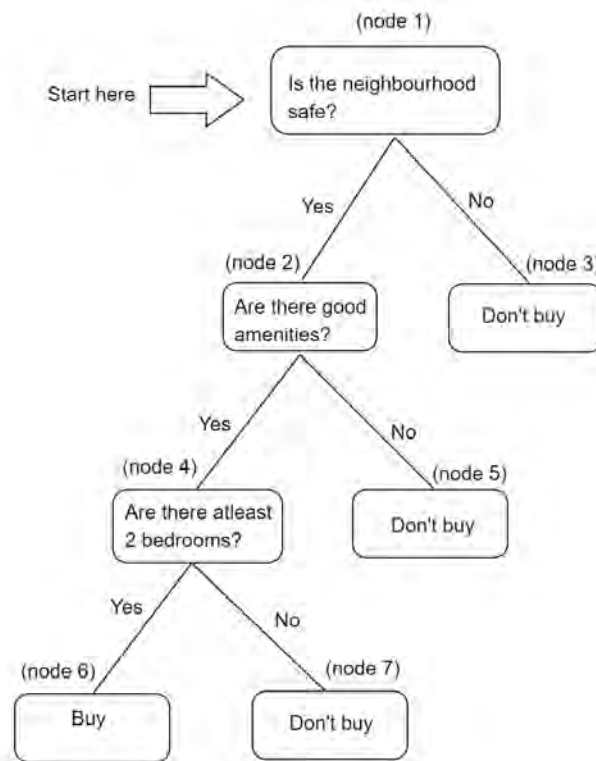 (node 1)
Start here
Is the neighbourhood
safe?
Yes
No
(node 2)
(node 3)
Are there good
amenities?
Don't buy
Yes
No
(node 4)
(node 5)
Are there atleast
2 bedrooms?
Don't buy
Yes
No
(node 6)
(node 7)
Buy
Don't buy